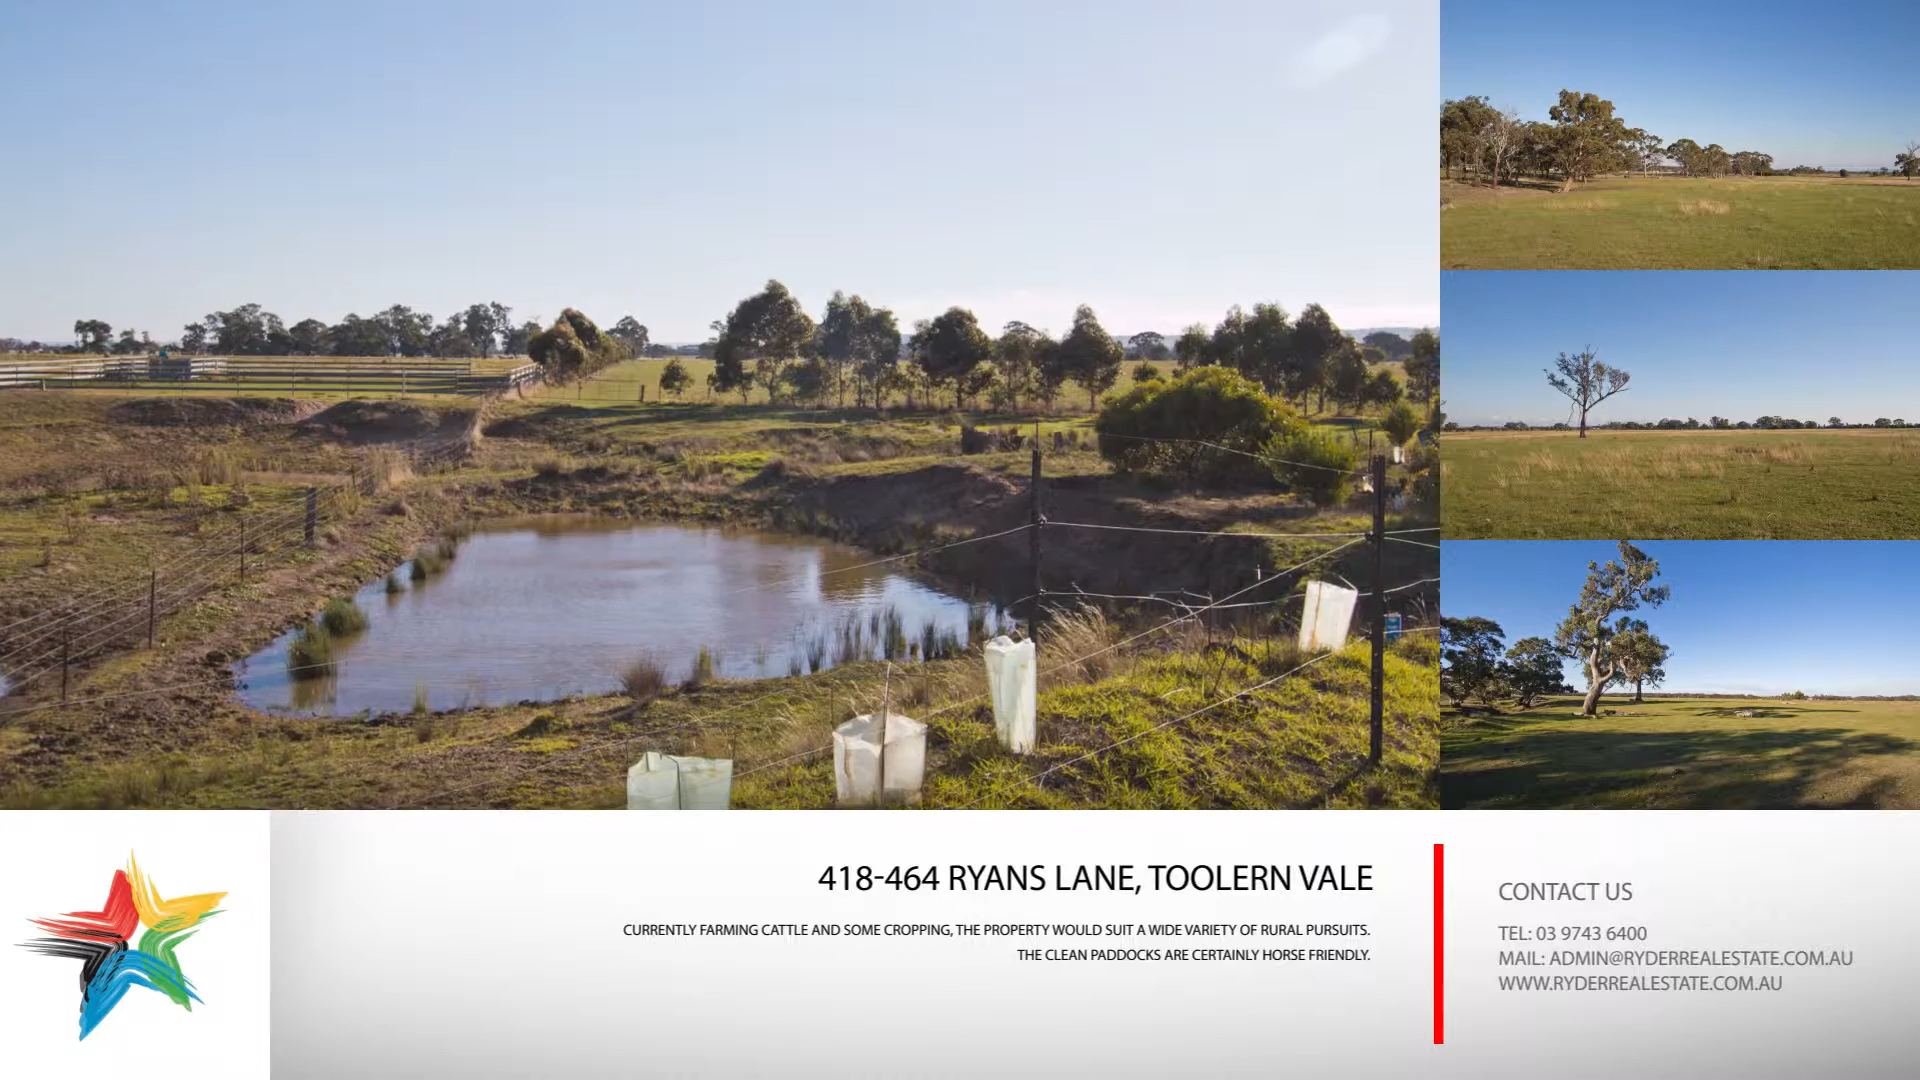 418-464 RYANS LANE, TOOLERN VALE
CURRENTLY FARMING CATTLE AND SOME CROPPING, THE PROPERTY WOULD SUIT A WIDE VARIETY OF RURAL PURSUITS.
THE CLEAN PADDOCKS ARE CERTAINLY HORSE FRIENDLY.
CONTACT US
TEL: 03 9743 6400
MAIL: ADMIN@RYDERREALESTATE.COM.AU
WWW.RYDERREALESTATE.COM.AU